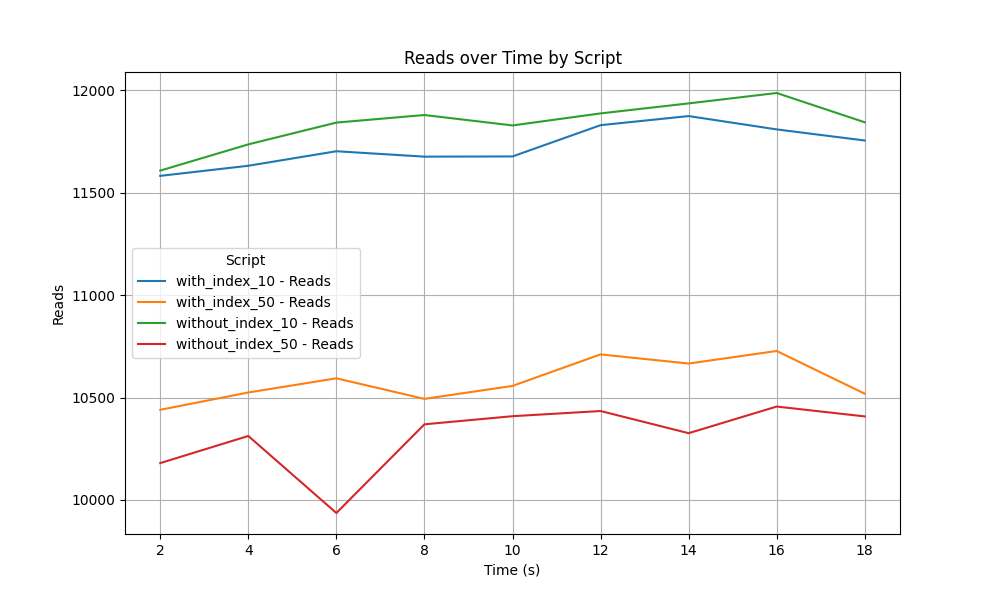 Reads over Time by Script
12000
11500
11000
10500
10000
Reads
Script
with_index_10 - Reads
with_index_50 - Reads
without_index_10 - Reads
without_index_50 - Reads
2 4 6 8 10 12 14 16 18
Time (s)